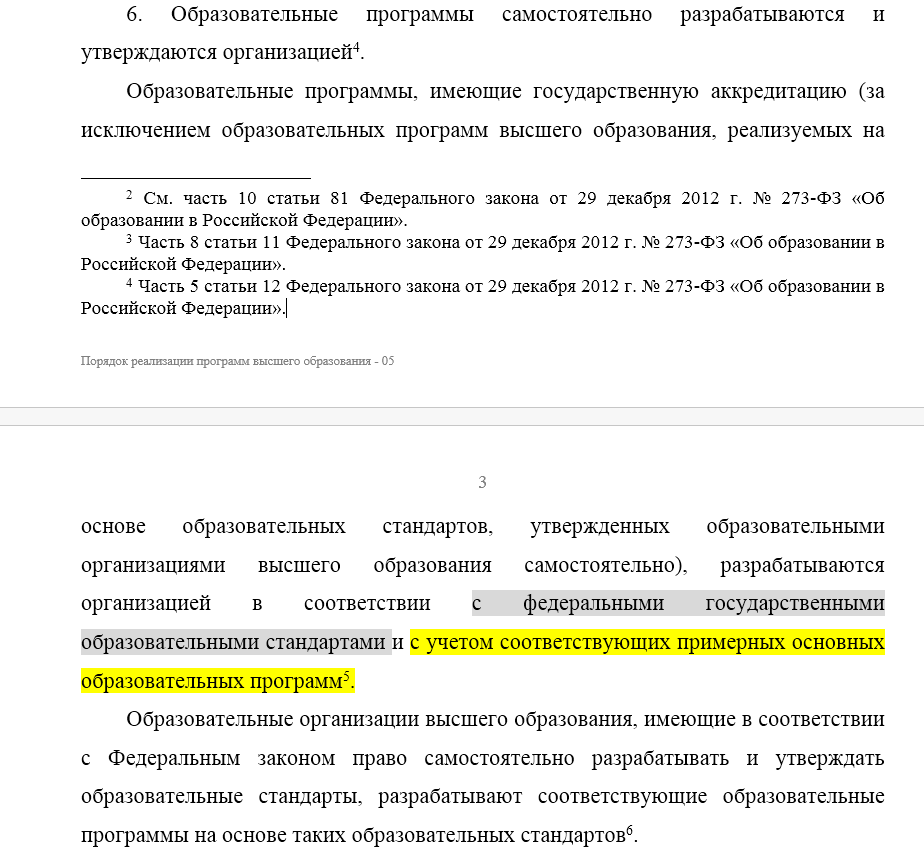 6. Образовательные программы самостоятельно разрабатываются и
утверждаются организацией⁴.
Образовательные программы, имеющие государственную аккредитацию (за
исключением образовательных программ высшего образования, реализуемых на
² См. часть 10 статьи 81 Федерального закона от 29 декабря 2012 г. № 273-ФЗ «Об
образовании в Российской Федерации».
³ Часть 8 статьи 11 Федерального закона от 29 декабря 2012 г. № 273-ФЗ «Об образовании в
Российской Федерации».
⁴ Часть 5 статьи 12 Федерального закона от 29 декабря 2012 г. № 273-ФЗ «Об образовании в
Российской Федерации».
Порядок реализации программ высшего образования - 05
3
основе образовательных стандартов, утвержденных образовательными
организациями высшего образования самостоятельно), разрабатываются
организацией в соответствии с федеральными государственными
образовательными стандартами и с учетом соответствующих примерных основных
образовательных программ⁵.
Образовательные организации высшего образования, имеющие в соответствии
с Федеральным законом право самостоятельно разрабатывать и утверждать
образовательные стандарты, разрабатывают соответствующие образовательные
программы на основе таких образовательных стандартов⁶.